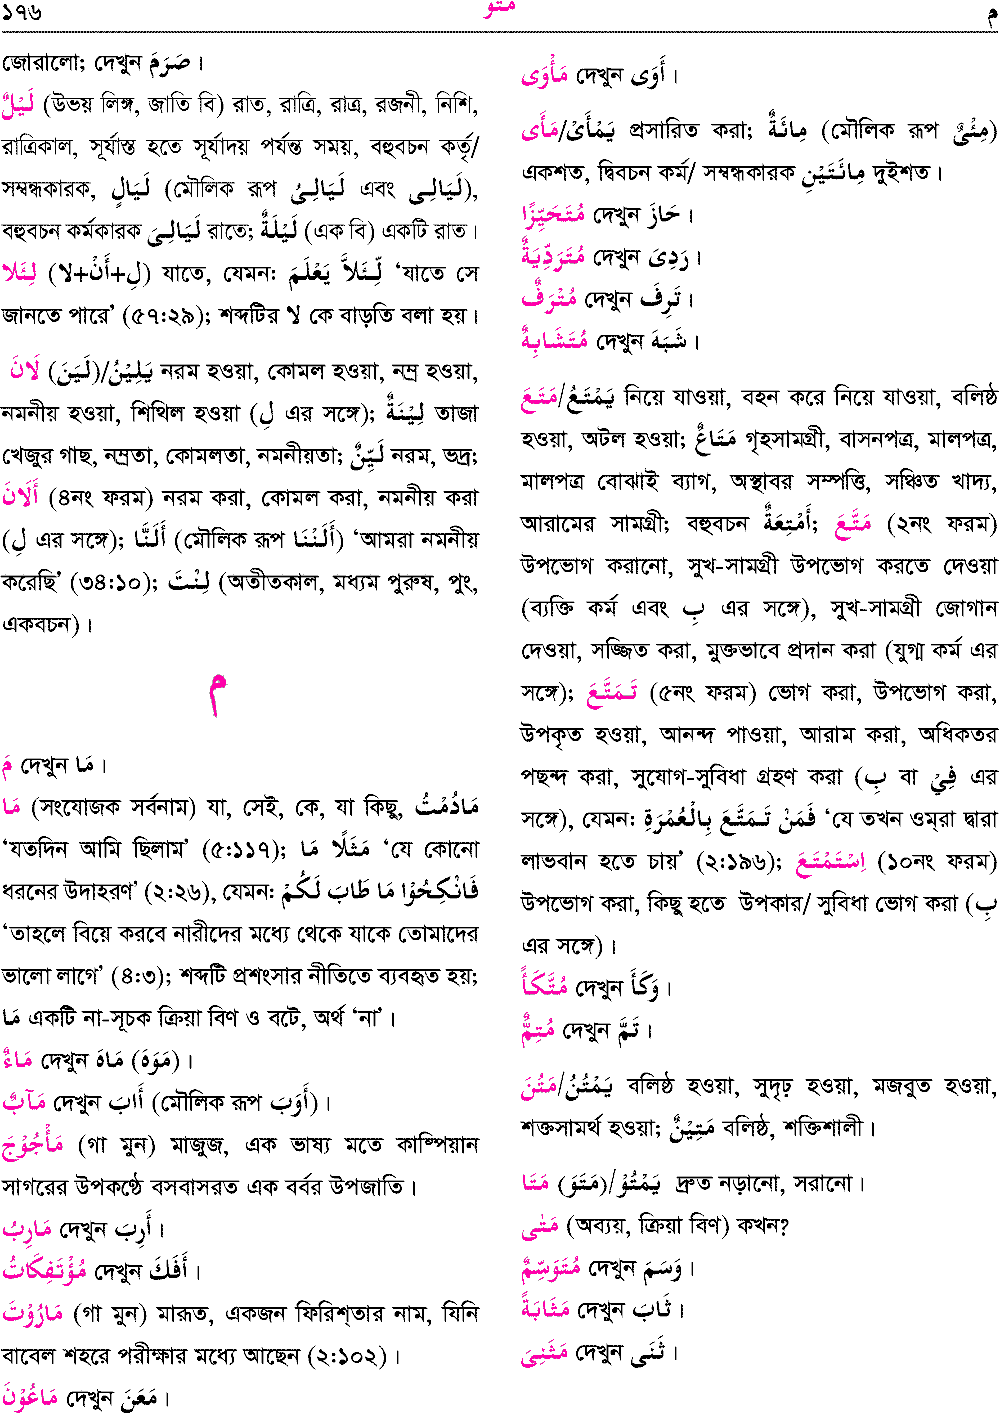 ১৭৬ مَتَوَ م
জোরালো; দেখুন صَرَمَ।
لَيْلٌ (উভয় লিঙ্গ, জাতি বি) রাত, রাত্রি, রাত্র, রজনী, নিশি,
রাত্রিকাল, সূর্যাস্ত হতে সূর্যাদয় পর্যন্ত সময়, বহুবচন কর্তৃ/
সম্বন্ধকারক, لَيَالٍ (মৌলিক রূপ لَيَالِىُ এবং لَيَالِىِ),
বহুবচন কর্মকারক لَيَالِىَ রাতে; لَيْلَةٌ (এক বি) একটি রাত।
لِئَلا (لِ+أَنْ+لا) যাতে, যেমন: لِّئَلاَّ يَعْلَمَ ‘যাতে সে
জানতে পারে’ (৫৭:২৯); শব্দটির لا কে বাড়তি বলা হয়।
لَانَ (لَيَنَ)/يَلِيْنُ নরম হওয়া, কোমল হওয়া, নম্র হওয়া,
নমনীয় হওয়া, শিথিল হওয়া (لِ এর সঙ্গে); لِيْنَةٌ তাজা
খেজুর গাছ, নম্রতা, কোমলতা, নমনীয়তা; لَيِّنٌ নরম, ভদ্র;
أَلَانَ (৪নং ফরম) নরম করা, কোমল করা, নমনীয় করা
(لِ এর সঙ্গে); أَلَنَّا (মৌলিক রূপ أَلَنْنَا) ‘আমরা নমনীয়
করেছি’ (৩৪:১০); لِنْتَ (অতীতকাল, মধ্যম পুরুষ, পুং,
একবচন)।
م
مَ দেখুন مَا।
مَا (সংযোজক সর্বনাম) যা, সেই, কে, যা কিছু, مَادُمْتُ
‘যতদিন আমি ছিলাম’ (৫:১১৭); مَثَلًا مَا ‘যে কোনো
ধরনের উদাহরণ’ (২:২৬), যেমন: فَانْكِحُوْا مَا طَابَ لَكُمْ
‘তাহলে বিয়ে করবে নারীদের মধ্যে থেকে যাকে তোমাদের
ভালো লাগে’ (৪:৩); শব্দটি প্রশংসার নীতিতে ব্যবহৃত হয়;
مَا একটি না-সূচক ক্রিয়া বিণ ও বটে, অর্থ ‘না’।
مَاءٌ দেখুন مَاهَ (مَوَهَ)।
مَآبٌ দেখুন أَابَ (মৌলিক রূপ أَوَبَ)।
مَأْجُوْجَ (গা মুন) মাজুজ, এক ভাষ্য মতে কাস্পিয়ান
সাগরের উপকণ্ঠে বসবাসরত এক বর্বর উপজাতি।
مَارِبُ দেখুন أَرِبَ।
مُؤْتَفِكَاتُ দেখুন أَفَكَ।
مَارُوْتَ (গা মুন) মারূত, একজন ফিরিশ্‌তার নাম, যিনি
বাবেল শহরে পরীক্ষার মধ্যে আছেন (২:১০২)।
مَاعُوْنَ দেখুন مَعَنَ।
مَأْوَى দেখুন أَوَى।
مَأَى/يَمْأَىْ প্রসারিত করা; مِائَةٌ (মৌলিক রূপ مِئْىٌ)
একশত, দ্বিবচন কর্ম/ সম্বন্ধকারক مِائَتَيْنِ দুইশত।
مُتَحَيِّزًا দেখুন حَازَ।
مُتَرَدِّيَةٌ দেখুন رَدِىَ।
مُتْرَفٌ দেখুন تَرِفَ।
مُتَشَابِهٌ দেখুন شَبَهَ।
مَتَعَ/يَمْتَعُ নিয়ে যাওয়া, বহন করে নিয়ে যাওয়া, বলিষ্ঠ
হওয়া, অটল হওয়া; مَتَاعٌ গৃহসামগ্রী, বাসনপত্র, মালপত্র,
মালপত্র বোঝাই ব্যাগ, অস্থাবর সম্পত্তি, সঞ্চিত খাদ্য,
আরামের সামগ্রী; বহুবচন أَمْتِعَةٌ; مَتَّعَ (২নং ফরম)
উপভোগ করানো, সুখ-সামগ্রী উপভোগ করতে দেওয়া
(ব্যক্তি কর্ম এবং بِ এর সঙ্গে), সুখ-সামগ্রী জোগান
দেওয়া, সজ্জিত করা, মুক্তভাবে প্রদান করা (যুগ্ম কর্ম এর
সঙ্গে); تَمَتَّعَ (৫নং ফরম) ভোগ করা, উপভোগ করা,
উপকৃত হওয়া, আনন্দ পাওয়া, আরাম করা, অধিকতর
পছন্দ করা, সুযোগ-সুবিধা গ্রহণ করা (بِ বা فِيْ এর
সঙ্গে), যেমন: فَمَنْ تَمَتَّعَ بِالْعُمْرَةِ ‘যে তখন ওম্‌রা দ্বারা
লাভবান হতে চায়’ (২:১৯৬); اِسْتَمْتَعَ (১০নং ফরম)
উপভোগ করা, কিছু হতে উপকার/ সুবিধা ভোগ করা (بِ
এর সঙ্গে)।
مُتَّكَأً দেখুন وَكَأَ।
مُتِمٌّ দেখুন تَمَّ।
مَتُنَ/يَمْتُنُ বলিষ্ঠ হওয়া, সুদৃঢ় হওয়া, মজবুত হওয়া,
শক্তসামর্থ হওয়া; مَتِيْنٌ বলিষ্ঠ, শক্তিশালী।
مَتَا (مَتَوَ)/يَمْتُوْ দ্রুত নড়ানো, সরানো।
مَتٰى (অব্যয়, ক্রিয়া বিণ) কখন?
مُتَوَسِّمٌ দেখুন وَسَمَ।
مَثَابَةً দেখুন ثَابَ।
مَثْنِىَ দেখুন ثَنَى।